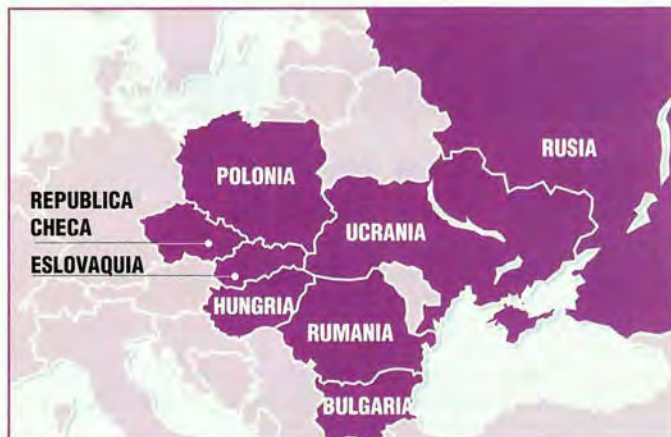 POLONIA
RUSIA
REPUBLICA
CHECA
UCRANIA
ESLOVAQUIA
HUNGRIA
RUMANIA
BULGARIA